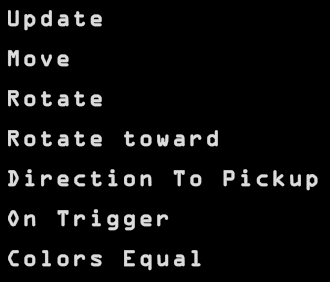 Update
Move
Rotate
Rotate toward
Direction To Pickup
On Trigger
Colors Equal